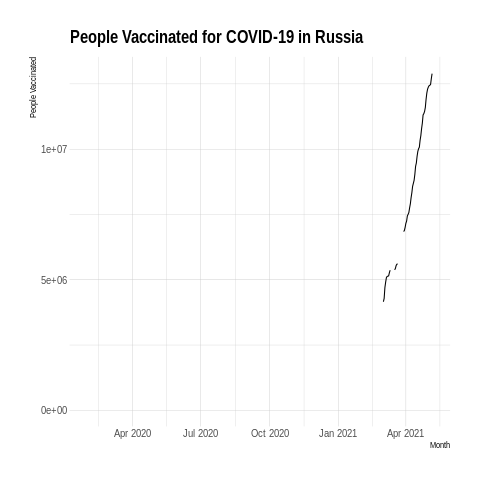 People Vaccinated for COVID-19 in Russia
People Vaccinated
1e+07
5e+06
0e+00
Apr 2020 Jul 2020 Oct 2020 Jan 2021 Apr 2021
Month